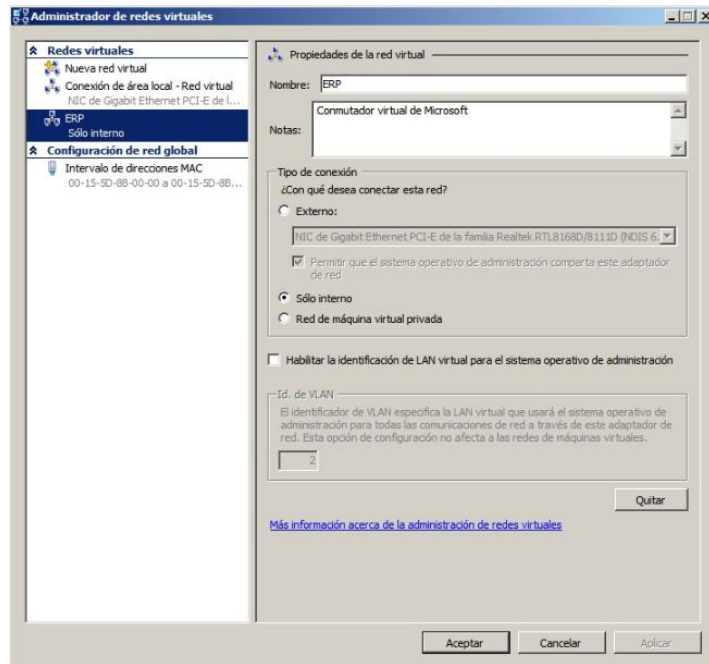 Administrador de redes virtuales
Redes virtuales
Nueva red virtual
Conexión de área local - Red virtual
NIC de Gigabit Ethernet PCI-E de l...
ERP
Sólo interno
Configuración de red global
Intervalo de direcciones MAC
00-15-5D-8B-00-00 a 00-15-5D-8B...
Propiedades de la red virtual
Nombre: ERP
Notas: Conmutador virtual de Microsoft
Tipo de conexión
¿Con qué desea conectar esta red?
Externo:
NIC de Gigabit Ethernet PCI-E de la familia Realtek RTL8168D/8111D (NDIS 6.
Permitir que el sistema operativo de administración comparta este adaptador
de red
Sólo interno
Red de máquina virtual privada
Habilitar la identificación de LAN virtual para el sistema operativo de administración
Id. de VLAN
El identificador de VLAN especifica la LAN virtual que usará el sistema operativo de
administración para todas las comunicaciones de red a través de este adaptador de
red. Esta opción de configuración no afecta a las redes de máquinas virtuales.
2
Quitar
Más información acerca de la administración de redes virtuales
Aceptar
Cancelar
Aplicar